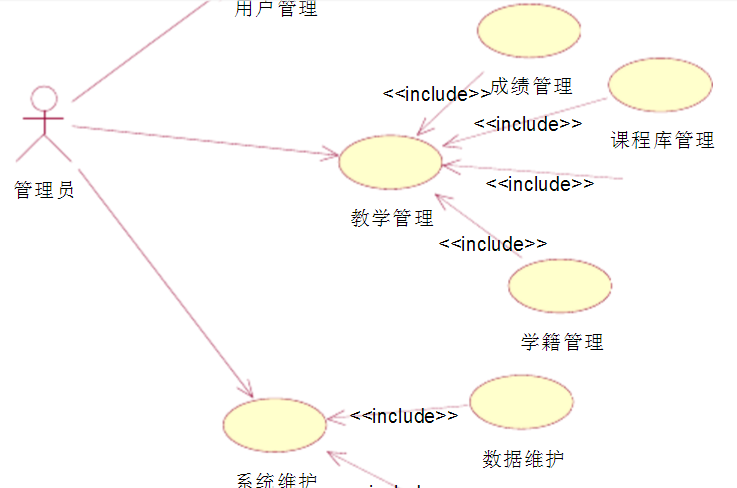 用户管理
成绩管理
<<include>>
<<include>>
课程库管理
管理员
<<include>>
教学管理
<<include>>
学籍管理
<<include>>
数据维护
系统维护